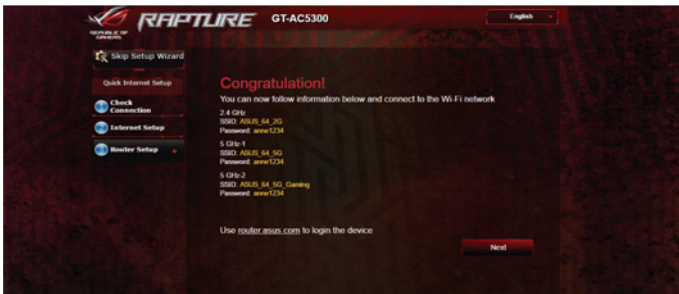 REPUBLIC OF
GAMERS
RAPTURE
GT-AC5300
English
Skip Setup Wizard
Quick Internet Setup
Check
Connection
Internet Setup
Router Setup
Congratulation!
You can now follow information below and connect to the Wi-Fi network
2.4 GHz
SSID: ASUS_64_2G
Password: anne1234
5 GHz-1
SSID: ASUS_64_5G
Password: anne1234
5 GHz-2
SSID: ASUS_64_5G_Gaming
Password: anne1234
Use router.asus.com to login the device
Next